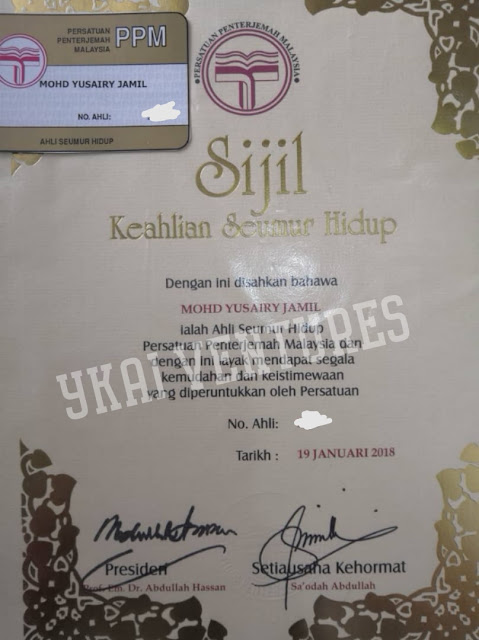 PERSATUAN
PENTERJEMAH
MALAYSIA
PPM
MOHD YUSAIRY JAMIL
NO. AHLI:
AHLI SEUMUR HIDUP
PERSATUAN PENTERJEMAH MALAYSIA
Sijil
Keahlian Seumur Hidup
Dengan ini disahkan bahawa
MOHD YUSAIRY JAMIL
ialah Ahli Seumur Hidup
Persatuan Penterjemah Malaysia dan
dengan ini layak mendapat segala
kemudahan dan keistimewaan
yang diperuntukkan oleh Persatuan
YKAI VENTURES
No. Ahli:
Tarikh : 19 JANUARI 2018
Presiden
Prof. Em. Dr. Abdullah Hassan
Setiausaha Kehormat
Sa'odah Abdullah